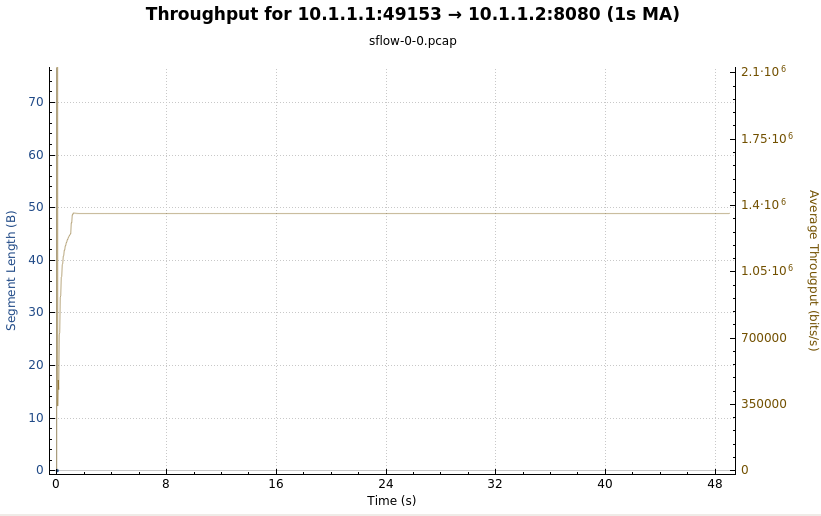 Throughput for 10.1.1.1:49153 → 10.1.1.2:8080 (1s MA)
sflow-0-0.pcap
Segment Length (B)
70
60
50
40
30
20
10
0
2.1·10⁶
1.75·10⁶
1.4·10⁶
1.05·10⁶
700000
350000
0
Average Througput (bits/s)
0 8 16 24 32 40 48
Time (s)